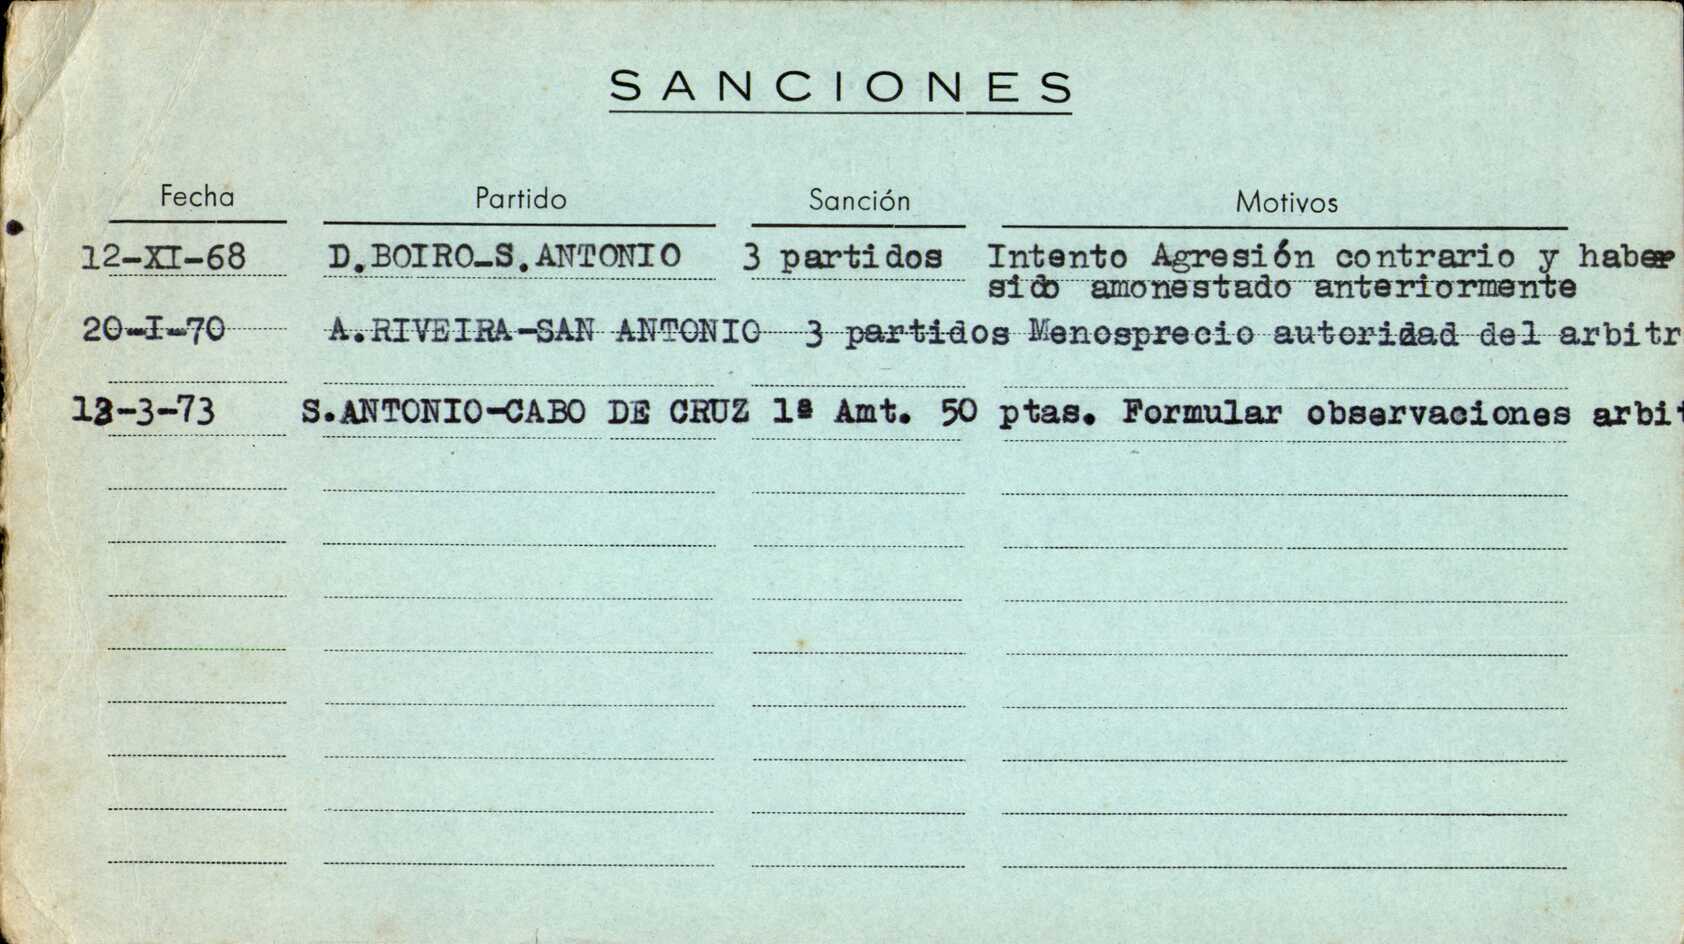 SANCIONES
Fecha Partido Sanción Motivos
12-XI-68 D.BOIRO-S.ANTONIO 3 partidos Intento Agresión contrario y haber
sido amonestado anteriormente
20-I-70 A.RIVEIRA-SAN ANTONIO 3 partidos Menosprecio autoridad del arbitr
-3-73 S.ANTONIO-CABO DE CRUZ 1ª Amt. 50 ptas. Formular observaciones arbit